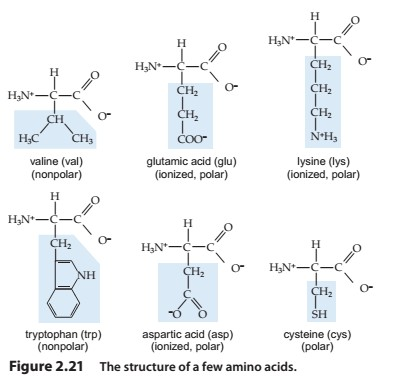 H
H₃N⁺—C—C
O
O⁻
CH
H₃C CH₃
valine (val)
(nonpolar)
H
H₃N⁺—C—C
O
O⁻
CH₂
CH₂
COO⁻
glutamic acid (glu)
(ionized, polar)
H
H₃N⁺—C—C
O
O⁻
CH₂
CH₂
CH₂
N⁺H₃
lysine (lys)
(ionized, polar)
H
H₃N⁺—C—C
O
O⁻
CH₂
NH
tryptophan (trp)
(nonpolar)
H
H₃N⁺—C—C
O
O⁻
CH₂
C
⁻O O
aspartic acid (asp)
(ionized, polar)
H
H₃N⁺—C—C
O
O⁻
CH₂
SH
cysteine (cys)
(polar)
Figure 2.21 The structure of a few amino acids.